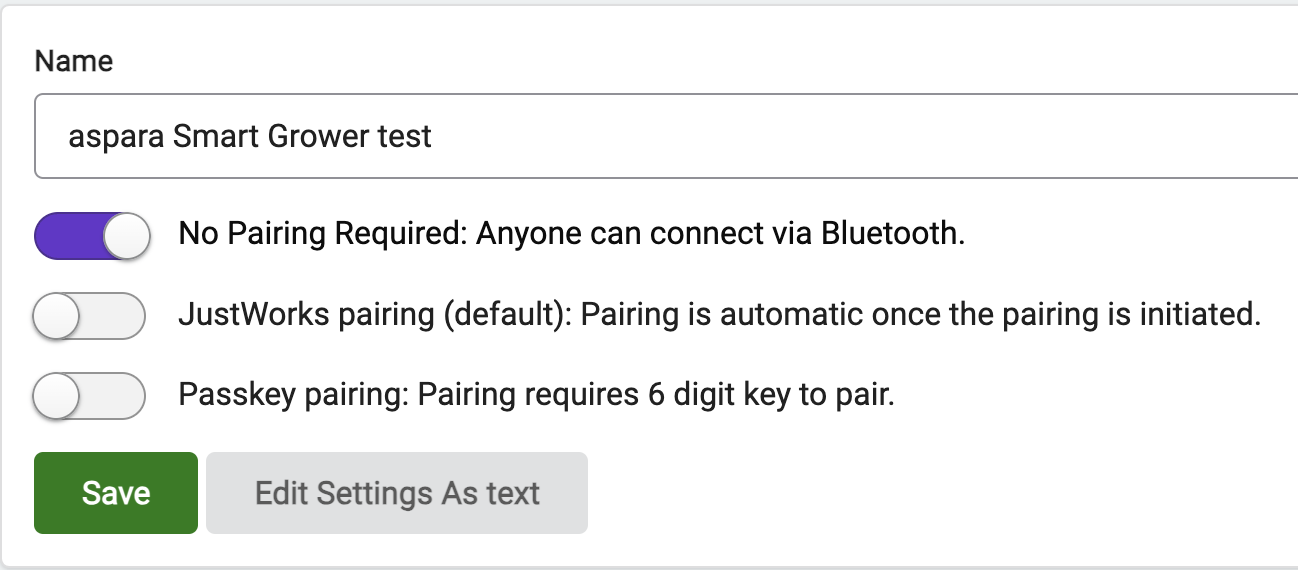 Name
aspara Smart Grower test
No Pairing Required: Anyone can connect via Bluetooth.
JustWorks pairing (default): Pairing is automatic once the pairing is initiated.
Passkey pairing: Pairing requires 6 digit key to pair.
Save
Edit Settings As text